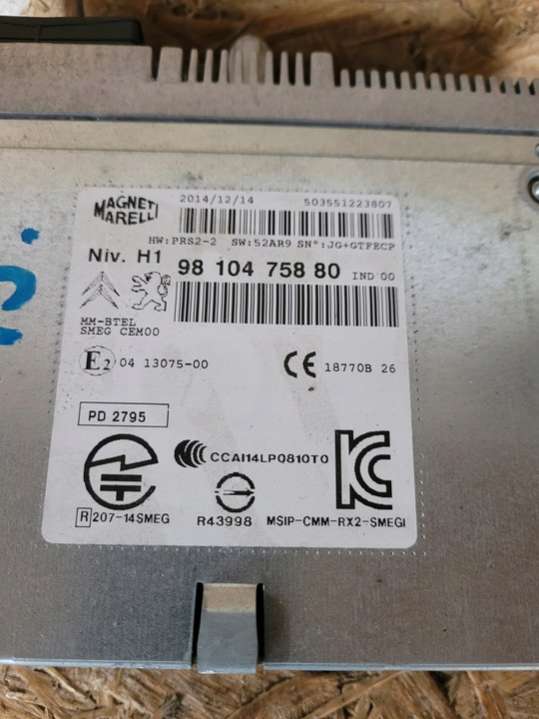 MAGNETI MARELLI
2014/12/14 503551223807
HW:PRS2-2 SW:52AR9 SN°:JG+GTFECP
Niv. H1 98 104 758 80 IND 00
MM-BTEL
SMEG CEM00
E2 04 13075-00 CE 18770B 26
PD 2795
CCAI14LP0810T0
R 207-14SMEG R43998 MSIP-CMM-RX2-SMEGI